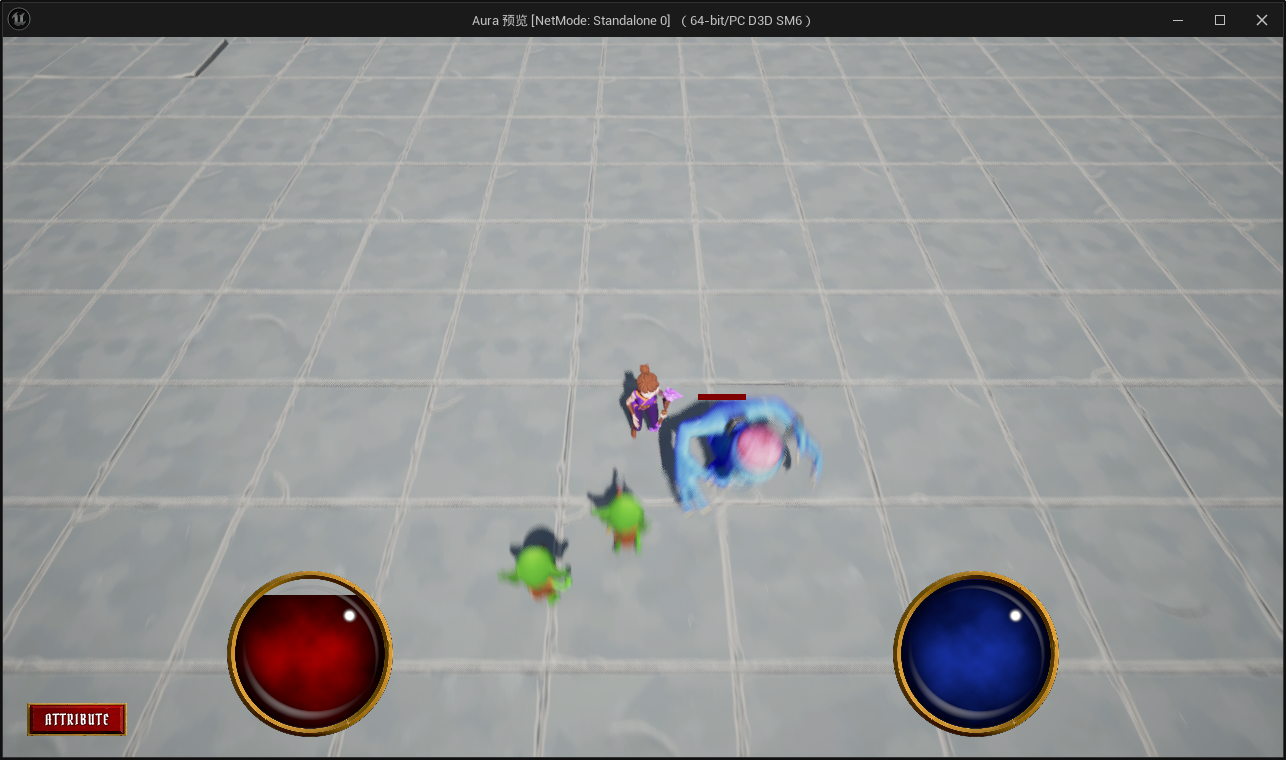 Aura 预览 [NetMode: Standalone 0] ( 64-bit/PC D3D SM6 )
ATTRIBUTE